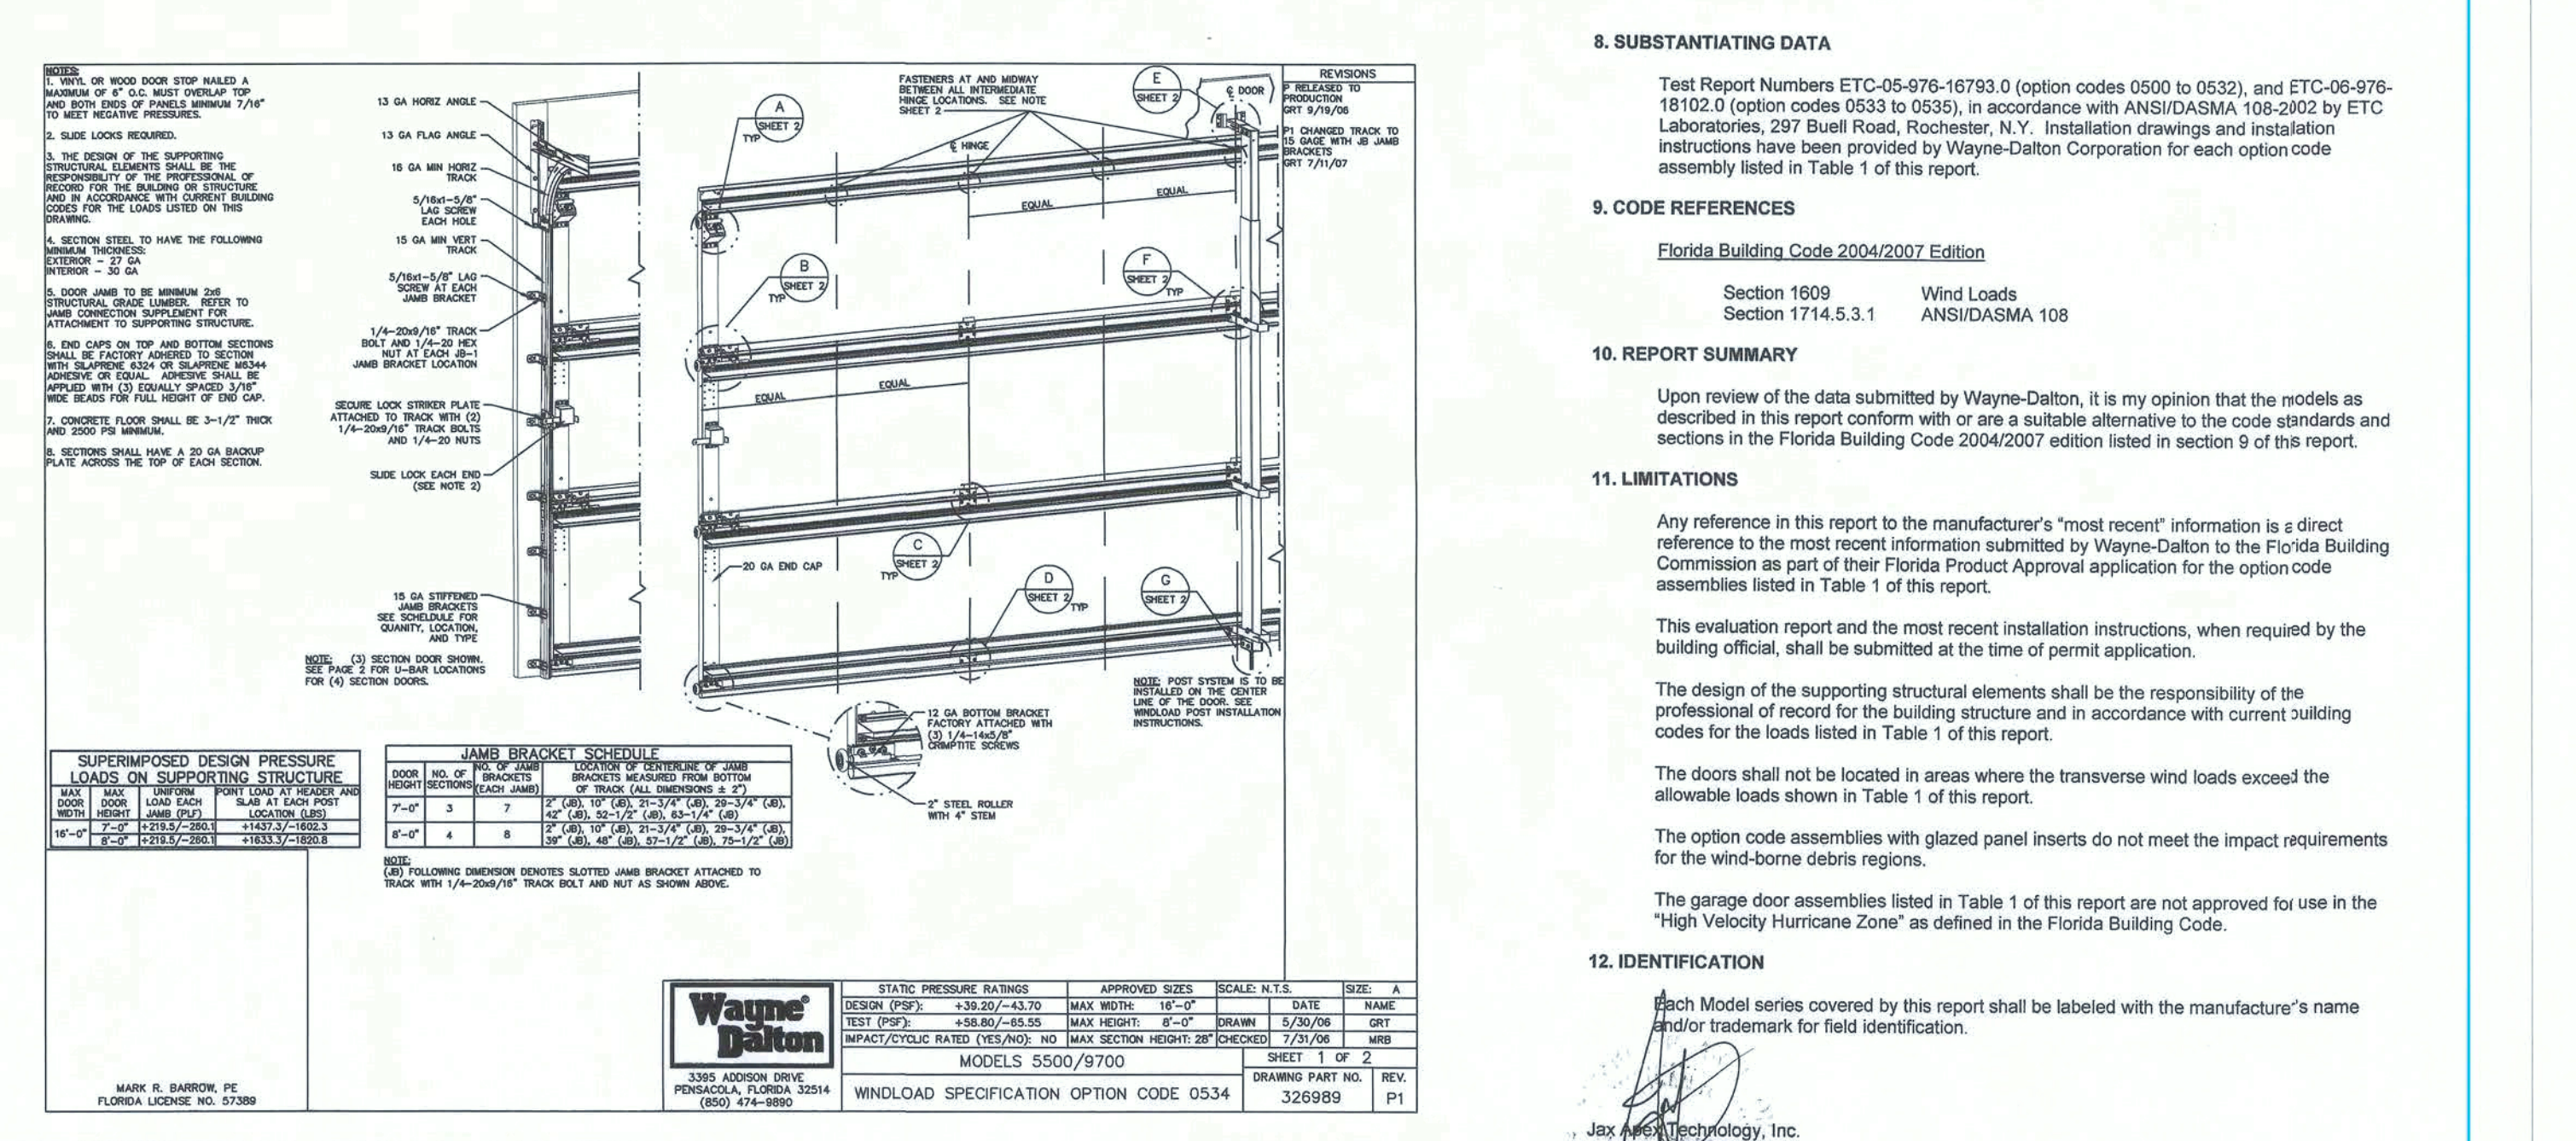 NOTES:
1. VINYL OR WOOD DOOR STOP NAILED A
MAXIMUM OF 6" O.C. MUST OVERLAP TOP
AND BOTH ENDS OF PANELS MINIMUM 7/16"
TO MEET NEGATIVE PRESSURES.
2. SLIDE LOCKS REQUIRED.
3. THE DESIGN OF THE SUPPORTING
STRUCTURAL ELEMENTS SHALL BE THE
RESPONSIBILITY OF THE PROFESSIONAL OF
RECORD FOR THE BUILDING OR STRUCTURE
AND IN ACCORDANCE WITH CURRENT BUILDING
CODES FOR THE LOADS LISTED ON THIS
DRAWING.
4. SECTION STEEL TO HAVE THE FOLLOWING
MINIMUM THICKNESS:
EXTERIOR - 27 GA
INTERIOR - 30 GA
5. DOOR JAMB TO BE MINIMUM 2x6
STRUCTURAL GRADE LUMBER. REFER TO
JAMB CONNECTION SUPPLEMENT FOR
ATTACHMENT TO SUPPORTING STRUCTURE.
6. END CAPS ON TOP AND BOTTOM SECTIONS
SHALL BE FACTORY ADHERED TO SECTION
WITH SILAPRENE 6324 OR SILAPRENE M6344
ADHESIVE OR EQUAL. ADHESIVE SHALL BE
APPLIED WITH (3) EQUALLY SPACED 3/16"
WIDE BEADS FOR FULL HEIGHT OF END CAP.
7. CONCRETE FLOOR SHALL BE 3-1/2" THICK
AND 2500 PSI MINIMUM.
8. SECTIONS SHALL HAVE A 20 GA BACKUP
PLATE ACROSS THE TOP OF EACH SECTION.
13 GA HORIZ ANGLE
13 GA FLAG ANGLE
16 GA MIN HORIZ
TRACK
5/16x1-5/8"
LAG SCREW
EACH HOLE
15 GA MIN VERT
TRACK
5/16x1-5/8" LAG
SCREW AT EACH
JAMB BRACKET
1/4-20x9/16" TRACK
BOLT AND 1/4-20 HEX
NUT AT EACH JB-1
JAMB BRACKET LOCATION
SECURE LOCK STRIKER PLATE
ATTACHED TO TRACK WITH (2)
1/4-20x9/16" TRACK BOLTS
AND 1/4-20 NUTS
SLIDE LOCK EACH END
(SEE NOTE 2)
15 GA STIFFENED
JAMB BRACKETS
SEE SCHELDULE FOR
QUANITY, LOCATION,
AND TYPE
NOTE: (3) SECTION DOOR SHOWN.
SEE PAGE 2 FOR U-BAR LOCATIONS
FOR (4) SECTION DOORS.
FASTENERS AT AND MIDWAY
BETWEEN ALL INTERMEDIATE
HINGE LOCATIONS. SEE NOTE
SHEET 2
A
SHEET 2
TYP
℄ HINGE
E
SHEET 2
℄ DOOR
EQUAL
EQUAL
B
SHEET 2
TYP
F
SHEET 2
TYP
EQUAL
EQUAL
C
SHEET 2
TYP
20 GA END CAP
D
SHEET 2
TYP
G
SHEET 2
NOTE: POST SYSTEM IS TO BE
INSTALLED ON THE CENTER
LINE OF THE DOOR. SEE
WINDLOAD POST INSTALLATION
INSTRUCTIONS.
12 GA BOTTOM BRACKET
FACTORY ATTACHED WITH
(3) 1/4-14x5/8"
CRIMPTITE SCREWS
2" STEEL ROLLER
WITH 4" STEM
REVISIONS
P RELEASED TO
PRODUCTION
GRT 9/19/06
P1 CHANGED TRACK TO
15 GAGE WITH JB JAMB
BRACKETS
GRT 7/11/07
SUPERIMPOSED DESIGN PRESSURE
LOADS ON SUPPORTING STRUCTURE
MAX DOOR WIDTH MAX DOOR HEIGHT UNIFORM LOAD EACH JAMB (PLF) POINT LOAD AT HEADER AND SLAB AT EACH POST LOCATION (LBS)
16'-0" 7'-0" +219.5/-260.1 +1437.3/-1602.3
8'-0" +219.5/-260.1 +1633.3/-1820.8
JAMB BRACKET SCHEDULE
DOOR HEIGHT NO. OF SECTIONS NO. OF JAMB BRACKETS (EACH JAMB) LOCATION OF CENTERLINE OF JAMB BRACKETS MEASURED FROM BOTTOM OF TRACK (ALL DIMENSIONS ± 2")
7'-0" 3 7 2" (JB), 10" (JB), 21-3/4" (JB), 29-3/4" (JB),
42" (JB), 52-1/2" (JB), 63-1/4" (JB)
8'-0" 4 8 2" (JB), 10" (JB), 21-3/4" (JB), 29-3/4" (JB),
39" (JB), 48" (JB), 57-1/2" (JB), 75-1/2" (JB)
NOTE:
(JB) FOLLOWING DIMENSION DENOTES SLOTTED JAMB BRACKET ATTACHED TO
TRACK WITH 1/4-20x9/16" TRACK BOLT AND NUT AS SHOWN ABOVE.
MARK R. BARROW, PE
FLORIDA LICENSE NO. 57389
Wayne®
Dalton
3395 ADDISON DRIVE
PENSACOLA, FLORIDA 32514
(850) 474-9890
STATIC PRESSURE RATINGS APPROVED SIZES SCALE: N.T.S. SIZE: A
DESIGN (PSF): +39.20/-43.70 MAX WIDTH: 16'-0" DATE NAME
TEST (PSF): +58.80/-65.55 MAX HEIGHT: 8'-0" DRAWN 5/30/06 GRT
IMPACT/CYCLIC RATED (YES/NO): NO MAX SECTION HEIGHT: 28" CHECKED 7/31/06 MRB
MODELS 5500/9700 SHEET 1 OF 2
WINDLOAD SPECIFICATION OPTION CODE 0534
DRAWING PART NO. REV.
326989 P1
8. SUBSTANTIATING DATA
Test Report Numbers ETC-05-976-16793.0 (option codes 0500 to 0532), and ETC-06-976-
18102.0 (option codes 0533 to 0535), in accordance with ANSI/DASMA 108-2002 by ETC
Laboratories, 297 Buell Road, Rochester, N.Y. Installation drawings and installation
instructions have been provided by Wayne-Dalton Corporation for each option code
assembly listed in Table 1 of this report.
9. CODE REFERENCES
Florida Building Code 2004/2007 Edition
Section 1609 Wind Loads
Section 1714.5.3.1 ANSI/DASMA 108
10. REPORT SUMMARY
Upon review of the data submitted by Wayne-Dalton, it is my opinion that the models as
described in this report conform with or are a suitable alternative to the code standards and
sections in the Florida Building Code 2004/2007 edition listed in section 9 of this report.
11. LIMITATIONS
Any reference in this report to the manufacturer's "most recent" information is a direct
reference to the most recent information submitted by Wayne-Dalton to the Florida Building
Commission as part of their Florida Product Approval application for the option code
assemblies listed in Table 1 of this report.
This evaluation report and the most recent installation instructions, when required by the
building official, shall be submitted at the time of permit application.
The design of the supporting structural elements shall be the responsibility of the
professional of record for the building structure and in accordance with current building
codes for the loads listed in Table 1 of this report.
The doors shall not be located in areas where the transverse wind loads exceed the
allowable loads shown in Table 1 of this report.
The option code assemblies with glazed panel inserts do not meet the impact requirements
for the wind-borne debris regions.
The garage door assemblies listed in Table 1 of this report are not approved for use in the
"High Velocity Hurricane Zone" as defined in the Florida Building Code.
12. IDENTIFICATION
Each Model series covered by this report shall be labeled with the manufacture's name
and/or trademark for field identification.
Jax Apex Technology, Inc.